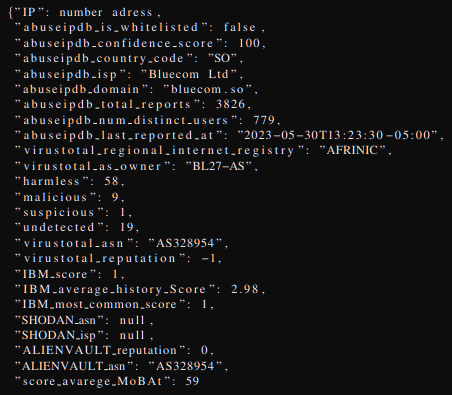 {"IP": number adress,
"abuseipdb_is_whitelisted": false,
"abuseipdb_confidence_score": 100,
"abuseipdb_country_code": "SO",
"abuseipdb_isp": "Bluecom Ltd",
"abuseipdb_domain": "bluecom.so",
"abuseipdb_total_reports": 3826,
"abuseipdb_num_distinct_users": 779,
"abuseipdb_last_reported_at": "2023-05-30T13:23:30-05:00",
"virustotal_regional_internet_registry": "AFRINIC",
"virustotal_as_owner": "BL27-AS",
"harmless": 58,
"malicious": 9,
"suspicious": 1,
"undetected": 19,
"virustotal_asn": "AS328954",
"virustotal_reputation": -1,
"IBM_score": 1,
"IBM_average_history_Score": 2.98,
"IBM_most_common_score": 1,
"SHODAN_asn": null,
"SHODAN_isp": null,
"ALIENVAULT_reputation": 0,
"ALIENVAULT_asn": "AS328954",
"score_avarege_MoBAt": 59